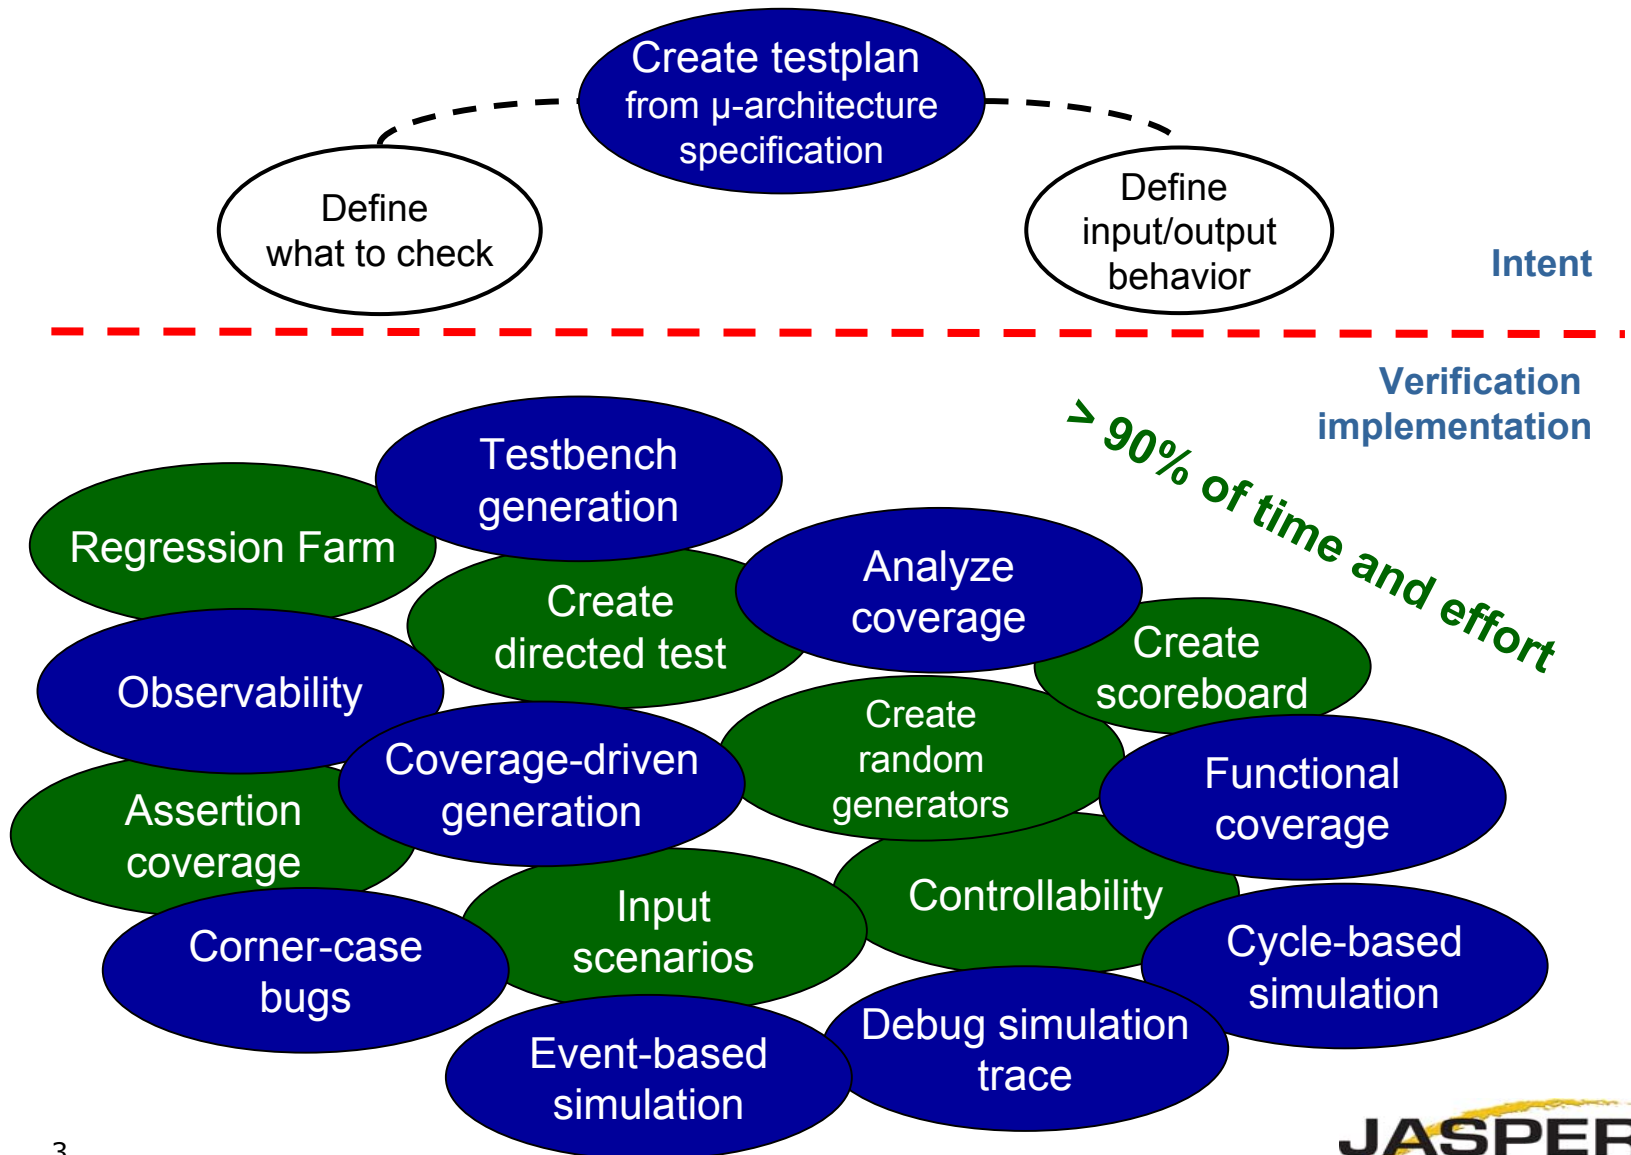 Create testplan
from μ-architecture
specification
Define
what to check
Define
input/output
behavior
Intent
Verification
implementation
> 90% of time and effort
Testbench
generation
Regression Farm
Create
directed test
Analyze
coverage
Create
scoreboard
Observability
Coverage-driven
generation
Create
random
generators
Functional
coverage
Assertion
coverage
Input
scenarios
Controllability
Corner-case
bugs
Cycle-based
simulation
Event-based
simulation
Debug simulation
trace
3
JASPER